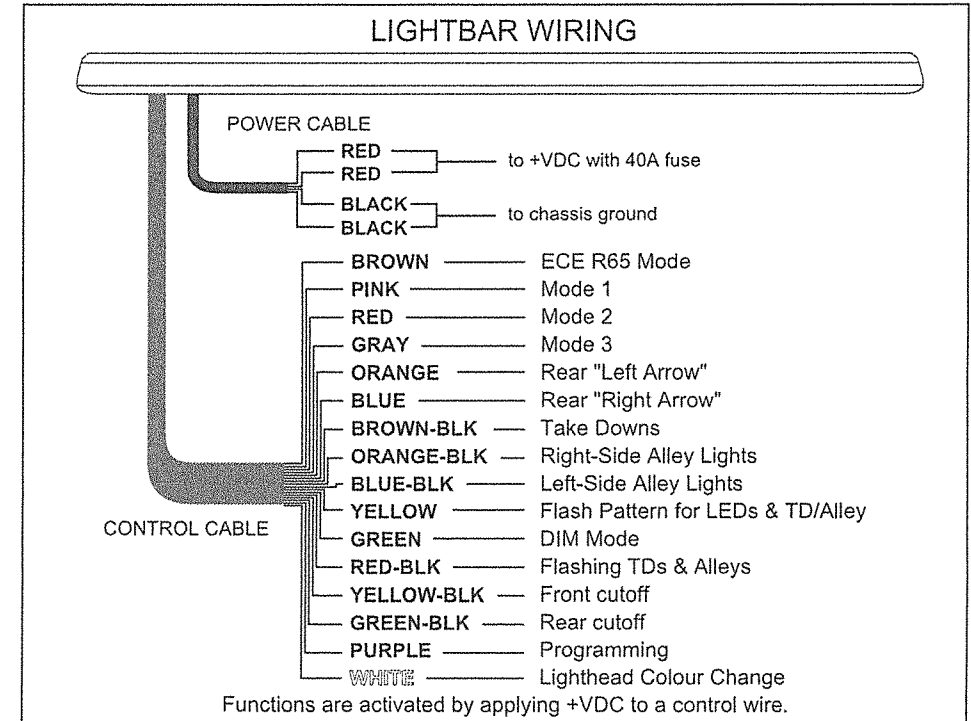 LIGHTBAR WIRING
POWER CABLE
RED
RED
to +VDC with 40A fuse
BLACK
BLACK
to chassis ground
BROWN ECE R65 Mode
PINK Mode 1
RED Mode 2
GRAY Mode 3
ORANGE Rear "Left Arrow"
BLUE Rear "Right Arrow"
BROWN-BLK Take Downs
ORANGE-BLK Right-Side Alley Lights
BLUE-BLK Left-Side Alley Lights
YELLOW Flash Pattern for LEDs & TD/Alley
CONTROL CABLE
GREEN DIM Mode
RED-BLK Flashing TDs & Alleys
YELLOW-BLK Front cutoff
GREEN-BLK Rear cutoff
PURPLE Programming
WHITE Lighthead Colour Change
Functions are activated by applying +VDC to a control wire.